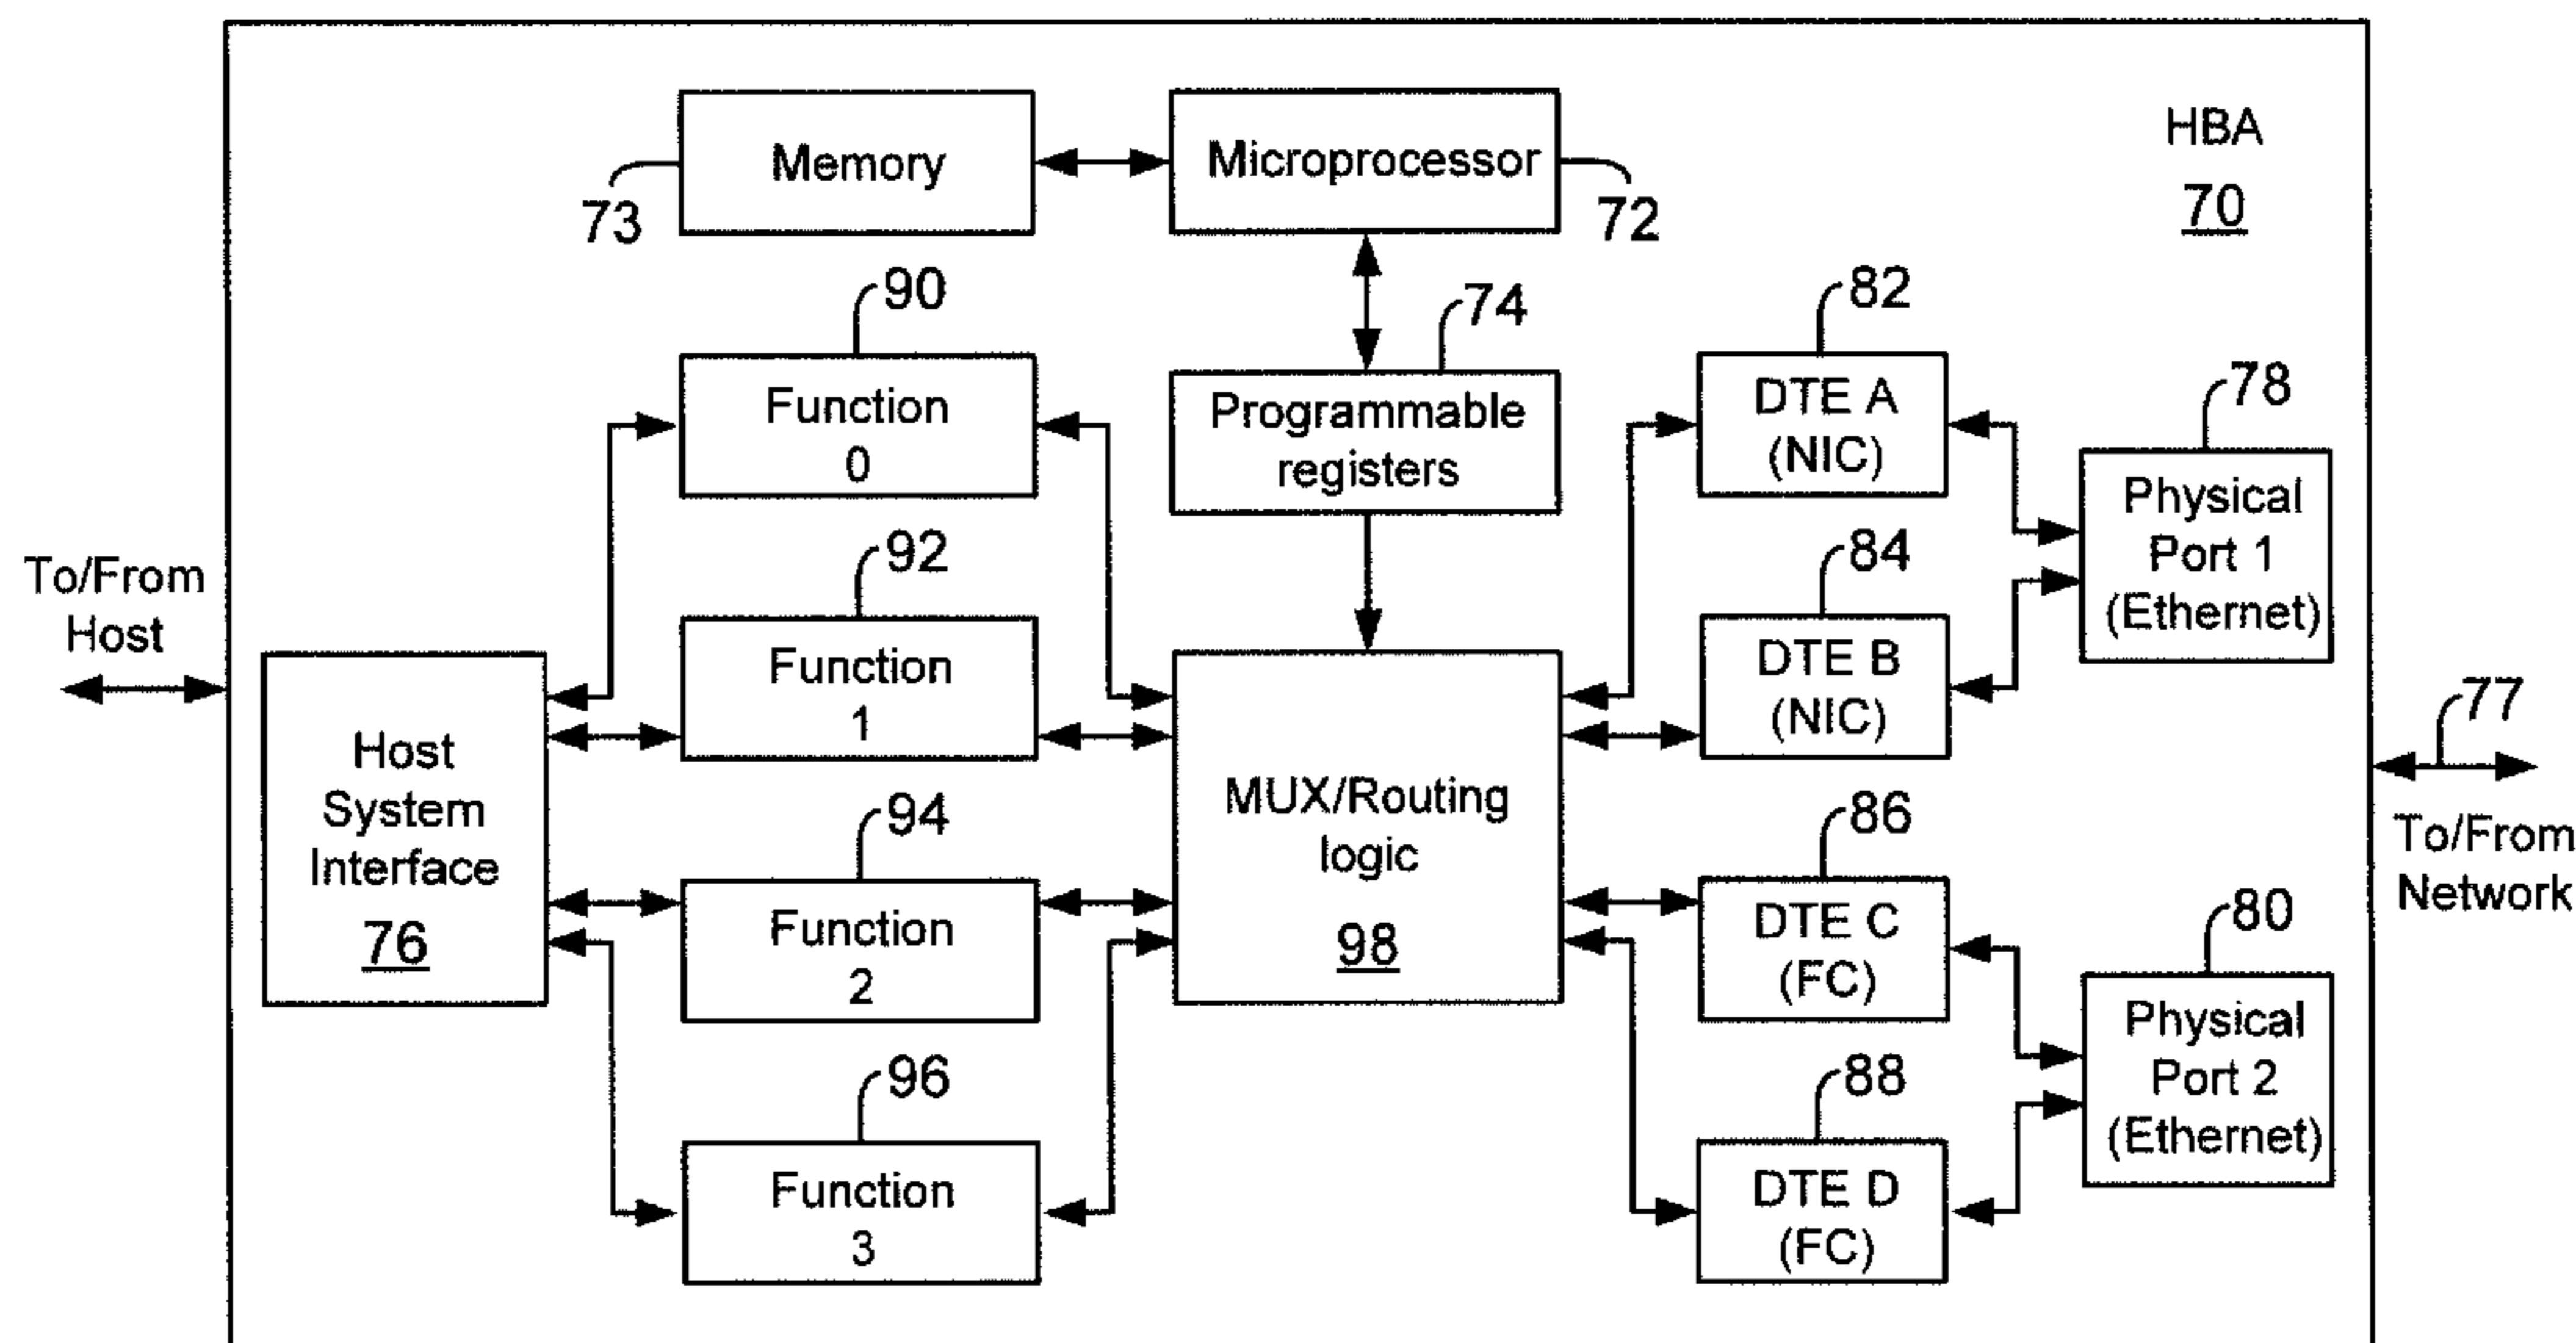 HBA
70
Memory
73
Microprocessor
72
90
Function
0
74
Programmable
registers
82
DTE A
(NIC)
78
Physical
Port 1
(Ethernet)
To/From
Host
92
Function
1
84
DTE B
(NIC)
77
To/From
Network
Host
System
Interface
76
94
Function
2
MUX/Routing
logic
98
86
DTE C
(FC)
80
Physical
Port 2
(Ethernet)
96
Function
3
88
DTE D
(FC)